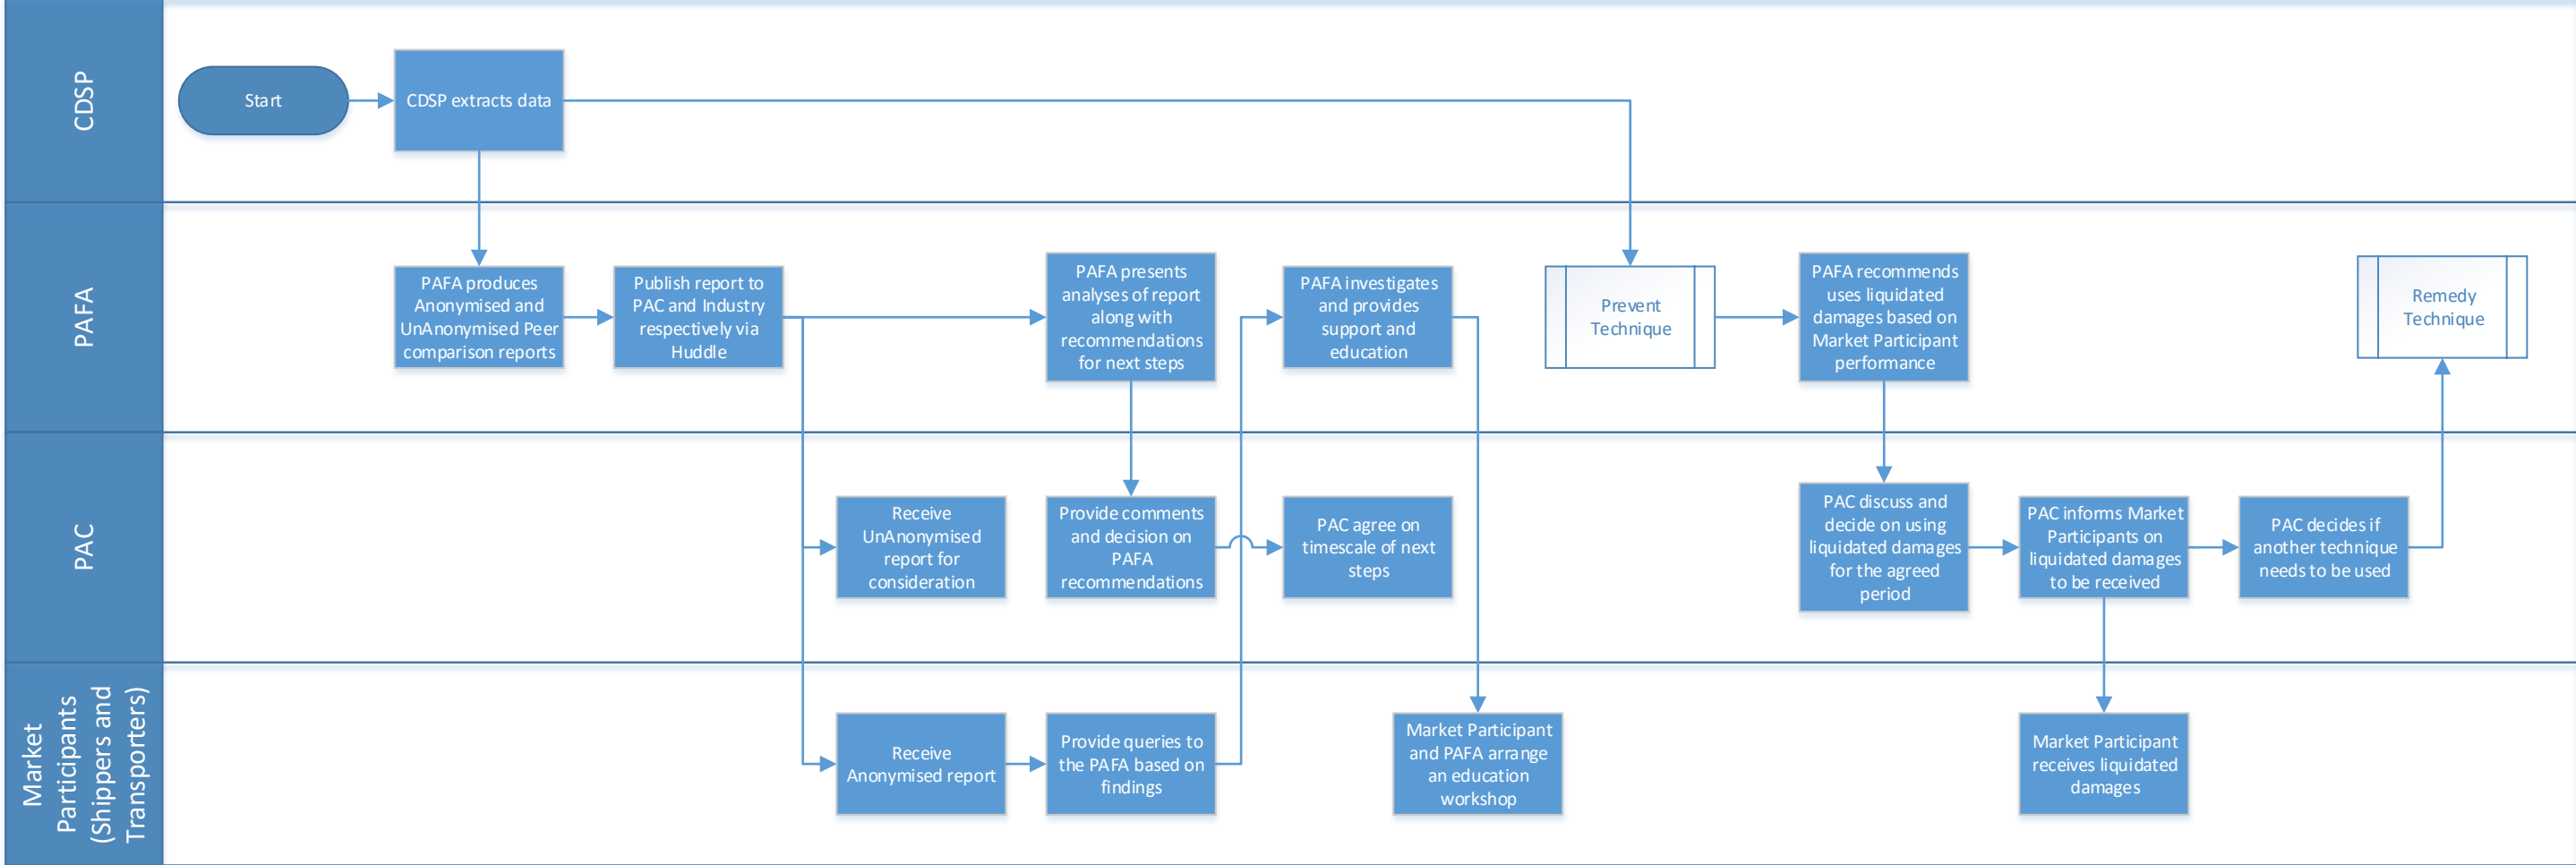 CDSP
Start
CDSP extracts data
PAFA
PAFA produces
Anonymised and
UnAnonymised Peer
comparison reports
Publish report to
PAC and Industry
respectively via
Huddle
PAFA presents
analyses of report
along with
recommendations
for next steps
PAFA investigates
and provides
support and
education
Prevent
Technique
PAFA recommends
uses liquidated
damages based on
Market Participant
performance
Remedy
Technique
PAC
Receive
UnAnonymised
report for
consideration
Provide comments
and decision on
PAFA
recommendations
PAC agree on
timescale of next
steps
PAC discuss and
decide on using
liquidated damages
for the agreed
period
PAC informs Market
Participants on
liquidated damages
to be received
PAC decides if
another technique
needs to be used
Market
Participants
(Shippers and
Transporters)
Receive
Anonymised report
Provide queries to
the PAFA based on
findings
Market Participant
and PAFA arrange
an education
workshop
Market Participant
receives liquidated
damages